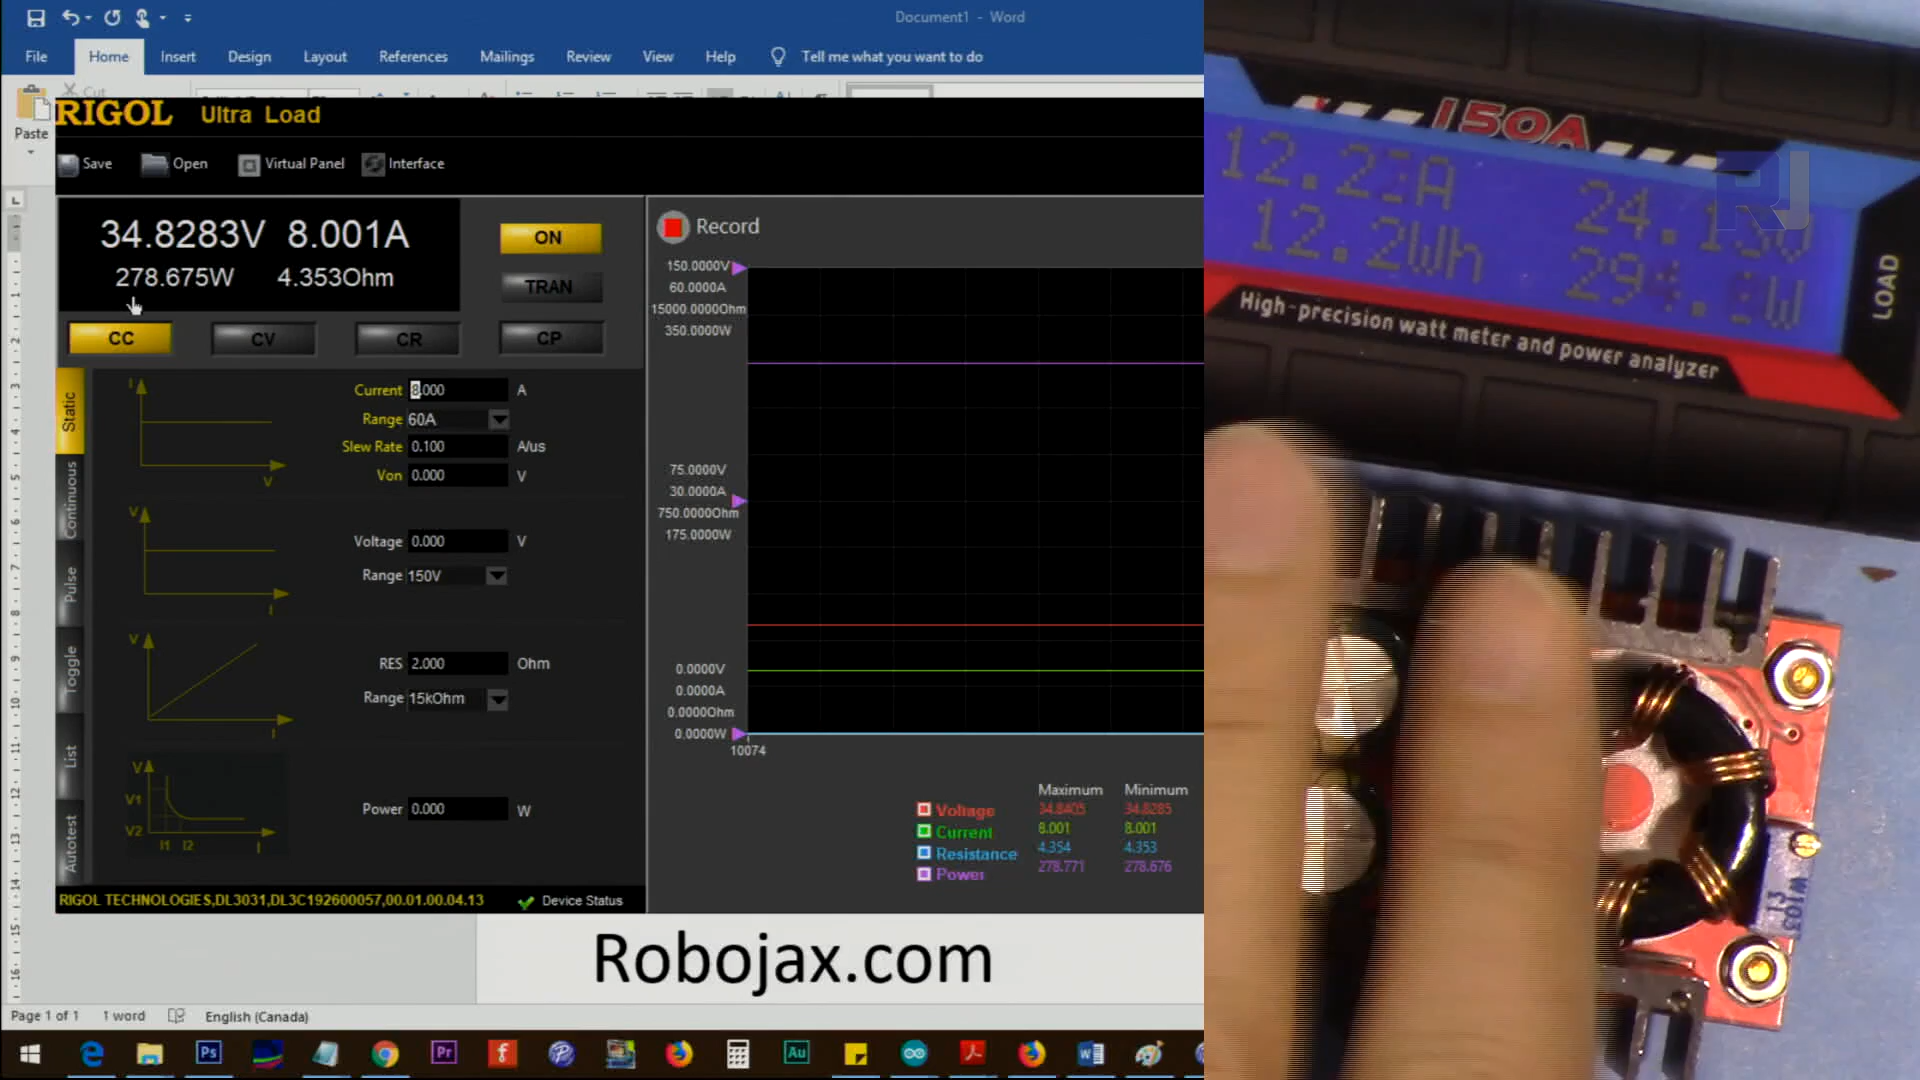 Document1 - Word
File Home Insert Design Layout References Mailings Review View Help Tell me what you want to do
Cut
Paste
RIGOL Ultra Load
Save Open Virtual Panel Interface
34.8283V 8.001A
278.675W 4.353Ohm
ON
TRAN
CC CV CR CP
Static
Continuous
Pulse
Toggle
List
Autotest
I
V
Current 8.000 A
Range 60A
Slew Rate 0.100 A/us
Von 0.000 V
V
I
Voltage 0.000 V
Range 150V
V
I
RES 2.000 Ohm
Range 15kOhm
V
V1
V2
I1 I2 I
Power 0.000 W
RIGOL TECHNOLOGIES,DL3031,DL3C192600057,00.01.00.04.13 Device Status
Record
150.0000V
60.0000A
15000.0000Ohm
350.0000W
75.0000V
30.0000A
750.0000Ohm
175.0000W
0.0000V
0.0000A
0.0000Ohm
0.0000W
10074
Maximum Minimum
Voltage 34.8405 34.8285
Current 8.001 8.001
Resistance 4.354 4.353
Power 278.771 278.676
Robojax.com
Page 1 of 1 1 word English (Canada)
150A
12.23A
12.2Wh
LOAD
High-precision watt meter and power analyzer
RJ
W103